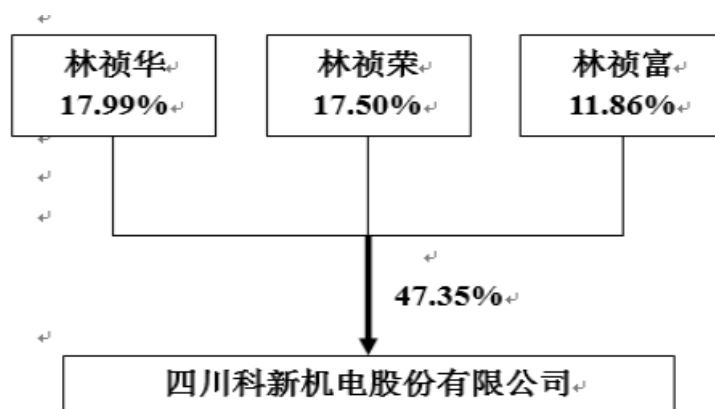 林祯华
17.99%
林祯荣
17.50%
林祯富
11.86%
47.35%
四川科新机电股份有限公司